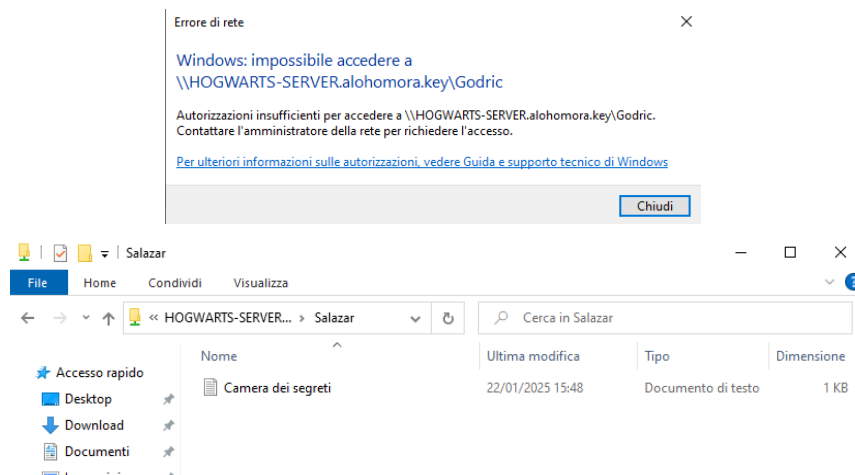 Errore di rete
Windows: impossibile accedere a
\\HOGWARTS-SERVER.alohomora.key\Godric
Autorizzazioni insufficienti per accedere a \\HOGWARTS-SERVER.alohomora.key\Godric.
Contattare l'amministratore della rete per richiedere l'accesso.
Per ulteriori informazioni sulle autorizzazioni, vedere Guida e supporto tecnico di Windows
Chiudi
Salazar
File Home Condividi Visualizza
« HOGWARTS-SERVER... › Salazar Cerca in Salazar
Nome Ultima modifica Tipo Dimensione
Accesso rapido
Camera dei segreti 22/01/2025 15:48 Documento di testo 1 KB
Desktop
Download
Documenti